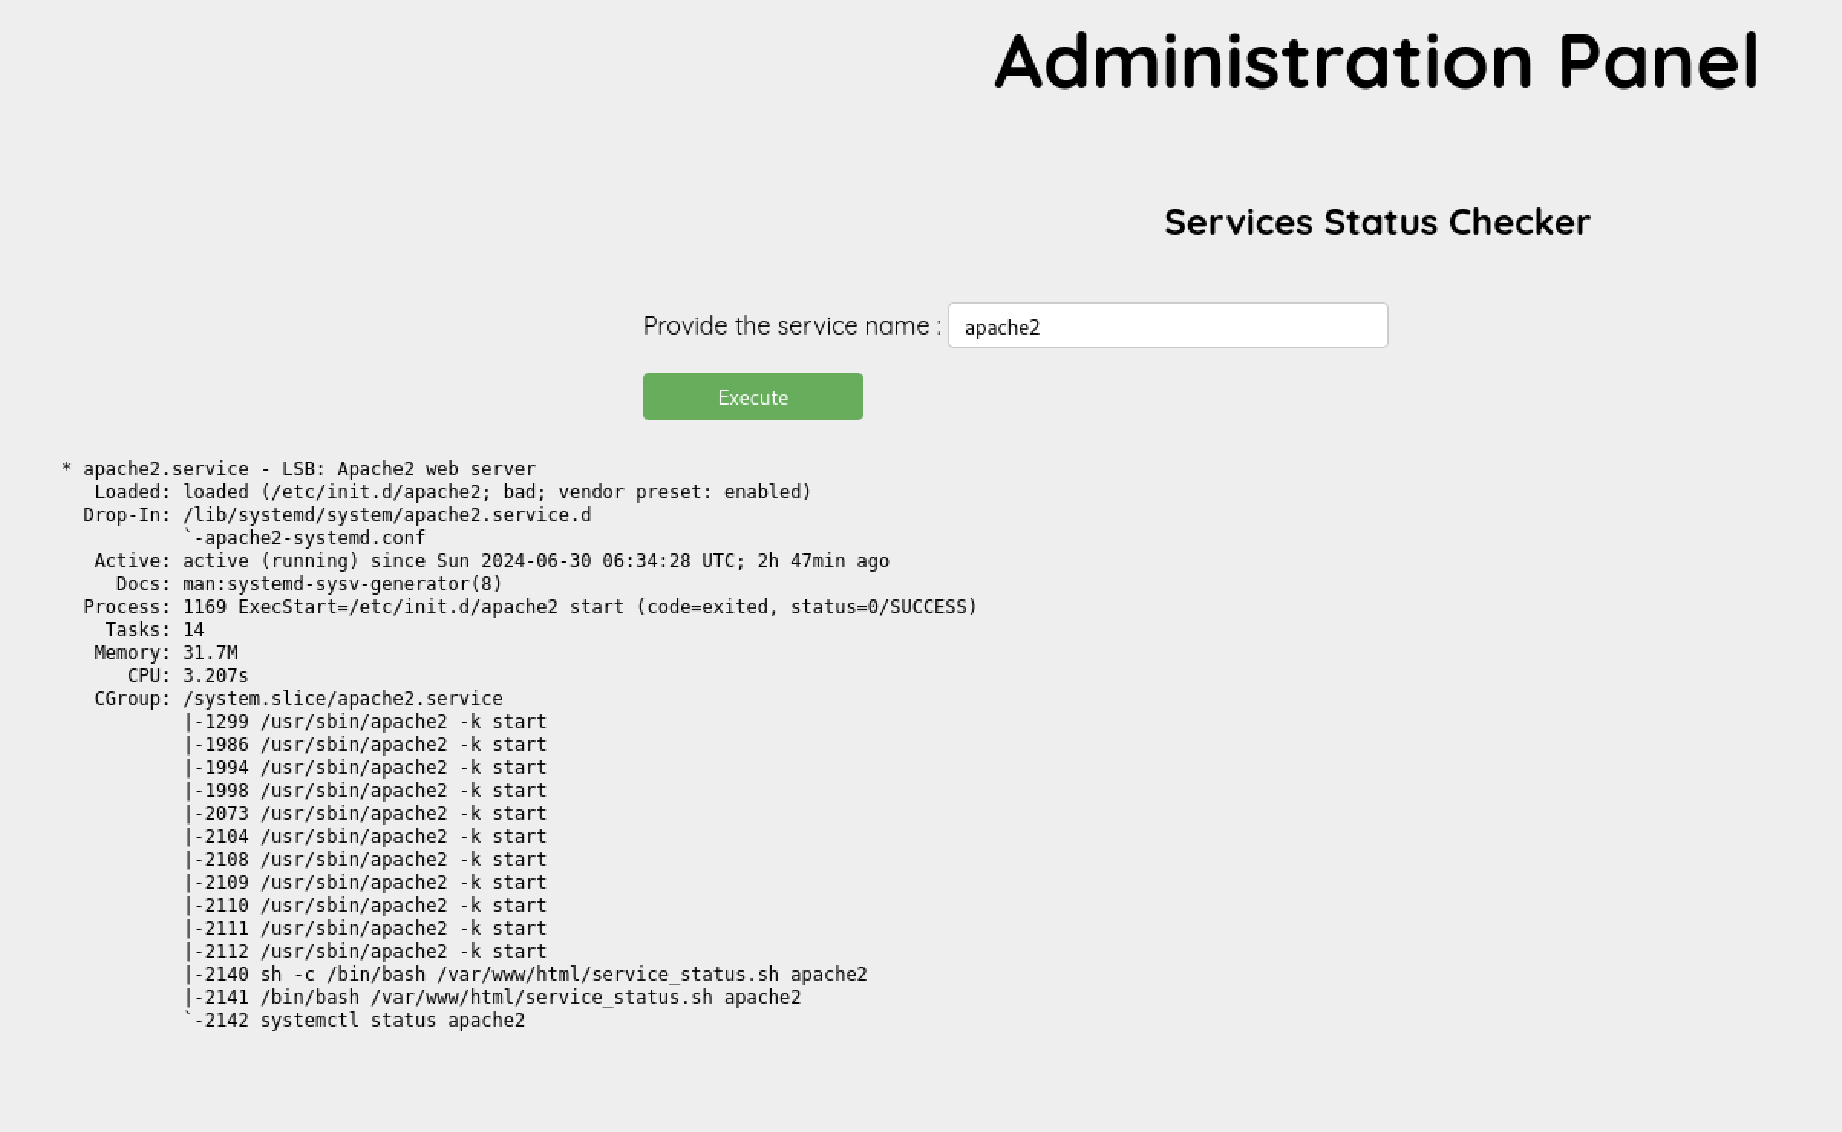 Administration Panel
Services Status Checker
Provide the service name : apache2
Execute
* apache2.service - LSB: Apache2 web server
   Loaded: loaded (/etc/init.d/apache2; bad; vendor preset: enabled)
  Drop-In: /lib/systemd/system/apache2.service.d
           `-apache2-systemd.conf
   Active: active (running) since Sun 2024-06-30 06:34:28 UTC; 2h 47min ago
     Docs: man:systemd-sysv-generator(8)
  Process: 1169 ExecStart=/etc/init.d/apache2 start (code=exited, status=0/SUCCESS)
    Tasks: 14
   Memory: 31.7M
      CPU: 3.207s
   CGroup: /system.slice/apache2.service
           |-1299 /usr/sbin/apache2 -k start
           |-1986 /usr/sbin/apache2 -k start
           |-1994 /usr/sbin/apache2 -k start
           |-1998 /usr/sbin/apache2 -k start
           |-2073 /usr/sbin/apache2 -k start
           |-2104 /usr/sbin/apache2 -k start
           |-2108 /usr/sbin/apache2 -k start
           |-2109 /usr/sbin/apache2 -k start
           |-2110 /usr/sbin/apache2 -k start
           |-2111 /usr/sbin/apache2 -k start
           |-2112 /usr/sbin/apache2 -k start
           |-2140 sh -c /bin/bash /var/www/html/service_status.sh apache2
           |-2141 /bin/bash /var/www/html/service_status.sh apache2
           `-2142 systemctl status apache2